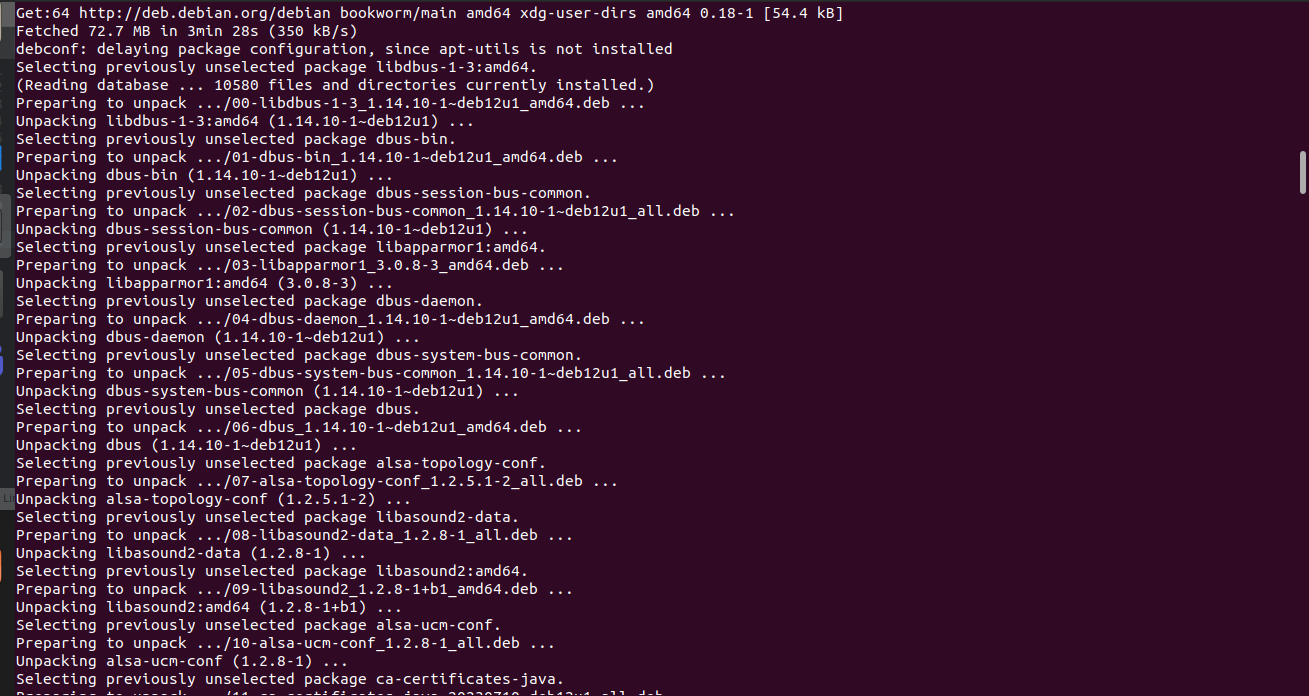 Get:64 http://deb.debian.org/debian bookworm/main amd64 xdg-user-dirs amd64 0.18-1 [54.4 kB]
Fetched 72.7 MB in 3min 28s (350 kB/s)
debconf: delaying package configuration, since apt-utils is not installed
Selecting previously unselected package libdbus-1-3:amd64.
(Reading database ... 10580 files and directories currently installed.)
Preparing to unpack .../00-libdbus-1-3_1.14.10-1~deb12u1_amd64.deb ...
Unpacking libdbus-1-3:amd64 (1.14.10-1~deb12u1) ...
Selecting previously unselected package dbus-bin.
Preparing to unpack .../01-dbus-bin_1.14.10-1~deb12u1_amd64.deb ...
Unpacking dbus-bin (1.14.10-1~deb12u1) ...
Selecting previously unselected package dbus-session-bus-common.
Preparing to unpack .../02-dbus-session-bus-common_1.14.10-1~deb12u1_all.deb ...
Unpacking dbus-session-bus-common (1.14.10-1~deb12u1) ...
Selecting previously unselected package libapparmor1:amd64.
Preparing to unpack .../03-libapparmor1_3.0.8-3_amd64.deb ...
Unpacking libapparmor1:amd64 (3.0.8-3) ...
Selecting previously unselected package dbus-daemon.
Preparing to unpack .../04-dbus-daemon_1.14.10-1~deb12u1_amd64.deb ...
Unpacking dbus-daemon (1.14.10-1~deb12u1) ...
Selecting previously unselected package dbus-system-bus-common.
Preparing to unpack .../05-dbus-system-bus-common_1.14.10-1~deb12u1_all.deb ...
Unpacking dbus-system-bus-common (1.14.10-1~deb12u1) ...
Selecting previously unselected package dbus.
Preparing to unpack .../06-dbus_1.14.10-1~deb12u1_amd64.deb ...
Unpacking dbus (1.14.10-1~deb12u1) ...
Selecting previously unselected package alsa-topology-conf.
Preparing to unpack .../07-alsa-topology-conf_1.2.5.1-2_all.deb ...
Unpacking alsa-topology-conf (1.2.5.1-2) ...
Selecting previously unselected package libasound2-data.
Preparing to unpack .../08-libasound2-data_1.2.8-1_all.deb ...
Unpacking libasound2-data (1.2.8-1) ...
Selecting previously unselected package libasound2:amd64.
Preparing to unpack .../09-libasound2_1.2.8-1+b1_amd64.deb ...
Unpacking libasound2:amd64 (1.2.8-1+b1) ...
Selecting previously unselected package alsa-ucm-conf.
Preparing to unpack .../10-alsa-ucm-conf_1.2.8-1_all.deb ...
Unpacking alsa-ucm-conf (1.2.8-1) ...
Selecting previously unselected package ca-certificates-java.